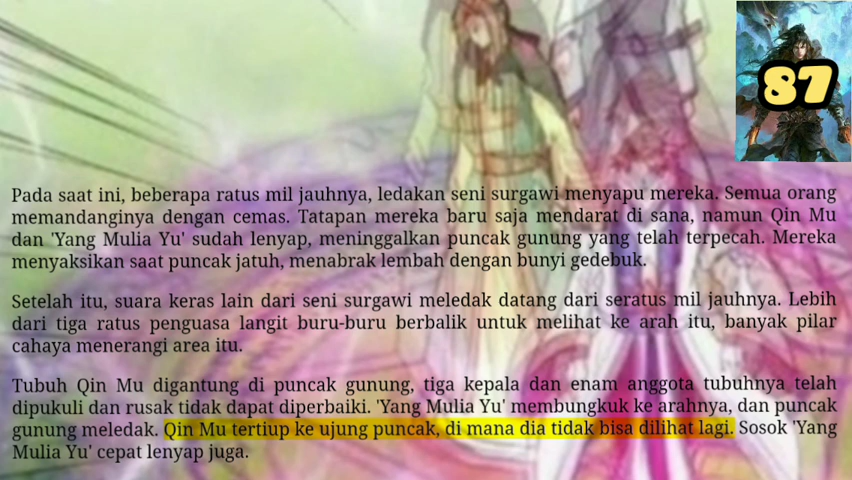 87
Pada saat ini, beberapa ratus mil jauhnya, ledakan seni surgawi menyapu mereka. Semua orang
memandanginya dengan cemas. Tatapan mereka baru saja mendarat di sana, namun Qin Mu
dan 'Yang Mulia Yu' sudah lenyap, meninggalkan puncak gunung yang telah terpecah. Mereka
menyaksikan saat puncak jatuh, menabrak lembah dengan bunyi gedebuk.
Setelah itu, suara keras lain dari seni surgawi meledak datang dari seratus mil jauhnya. Lebih
dari tiga ratus penguasa langit buru-buru berbalik untuk melihat ke arah itu, banyak pilar
cahaya menerangi area itu.
Tubuh Qin Mu digantung di puncak gunung, tiga kepala dan enam anggota tubuhnya telah
dipukuli dan rusak tidak dapat diperbaiki. 'Yang Mulia Yu' membungkuk ke arahnya, dan puncak
gunung meledak. Qin Mu tertiup ke ujung puncak, di mana dia tidak bisa dilihat lagi. Sosok 'Yang
Mulia Yu' cepat lenyap juga.